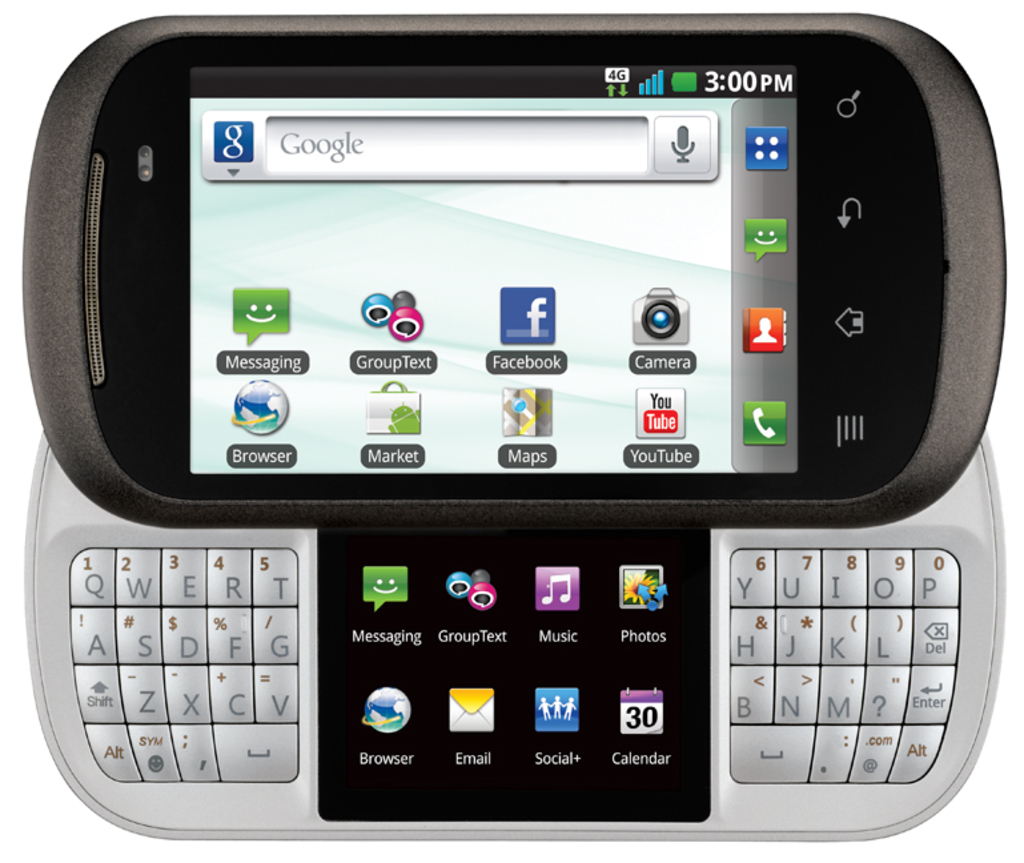 4G 3:00PM
g Google
Messaging GroupText Facebook Camera
Browser Market Maps You Tube YouTube
Messaging GroupText Music Photos
30
Browser Email Social+ Calendar
1 2 3 4 5
Q W E R T
! # $ % /
A S D F G
- - + =
Shift Z X C V
Alt SYM ; ,
6 7 8 9 0
Y U I O P
& * ( )
H J K L Del
< > ' "
B N M ? Enter
: . .com @ Alt